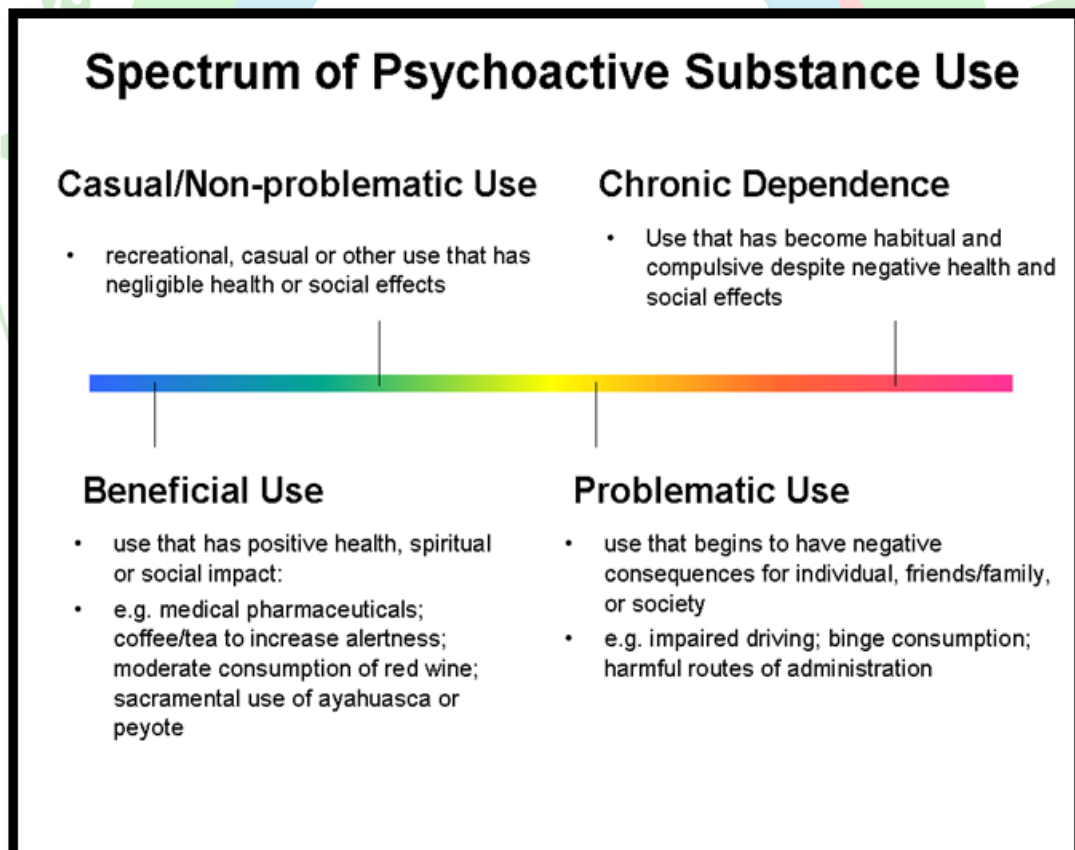 Spectrum of Psychoactive Substance Use
Casual/Non-problematic Use
• recreational, casual or other use that has
negligible health or social effects
Chronic Dependence
• Use that has become habitual and
compulsive despite negative health and
social effects
Beneficial Use
• use that has positive health, spiritual
or social impact:
• e.g. medical pharmaceuticals;
coffee/tea to increase alertness;
moderate consumption of red wine;
sacramental use of ayahuasca or
peyote
Problematic Use
• use that begins to have negative
consequences for individual, friends/family,
or society
• e.g. impaired driving; binge consumption;
harmful routes of administration